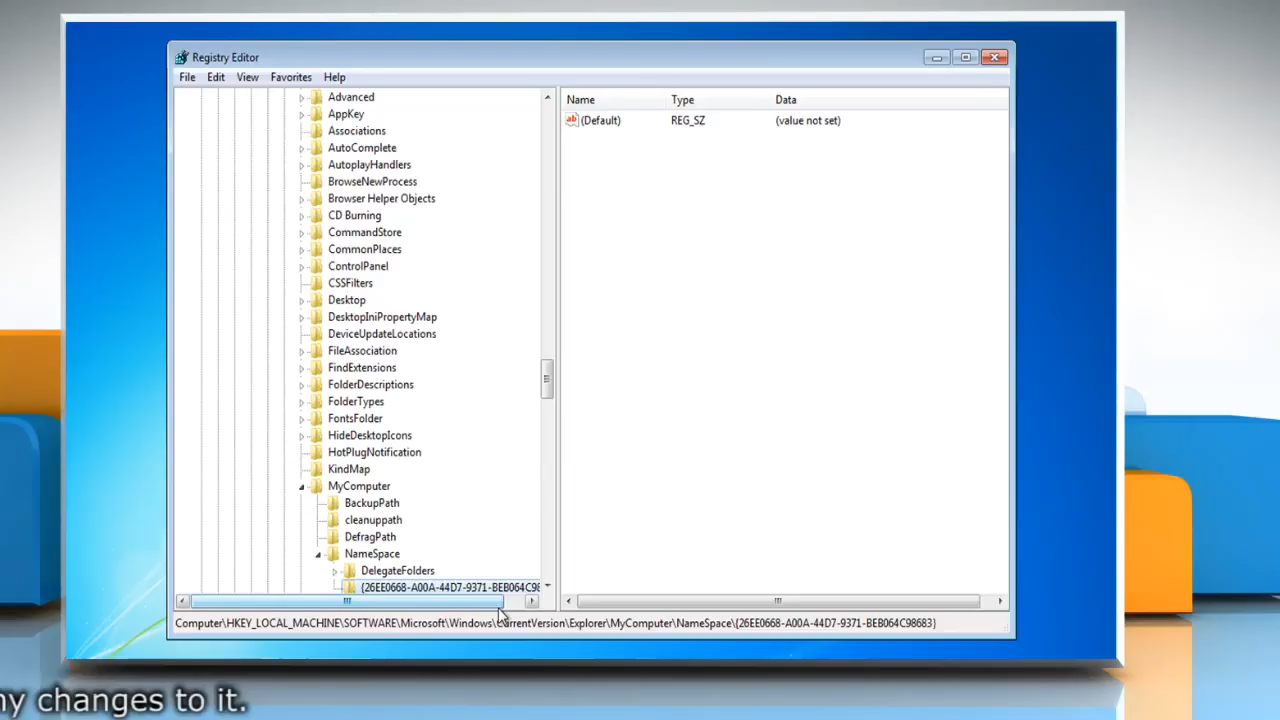 Registry Editor
File Edit View Favorites Help
Advanced
AppKey
Associations
AutoComplete
AutoplayHandlers
BrowseNewProcess
Browser Helper Objects
CD Burning
CommandStore
CommonPlaces
ControlPanel
CSSFilters
Desktop
DesktopIniPropertyMap
DeviceUpdateLocations
FileAssociation
FindExtensions
FolderDescriptions
FolderTypes
FontsFolder
HideDesktopIcons
HotPlugNotification
KindMap
MyComputer
BackupPath
cleanuppath
DefragPath
NameSpace
DelegateFolders
{26EE0668-A00A-44D7-9371-BEB064C98
Name Type Data
ab (Default) REG_SZ (value not set)
Computer\HKEY_LOCAL_MACHINE\SOFTWARE\Microsoft\Windows\CurrentVersion\Explorer\MyComputer\NameSpace\{26EE0668-A00A-44D7-9371-BEB064C98683}
ny changes to it.